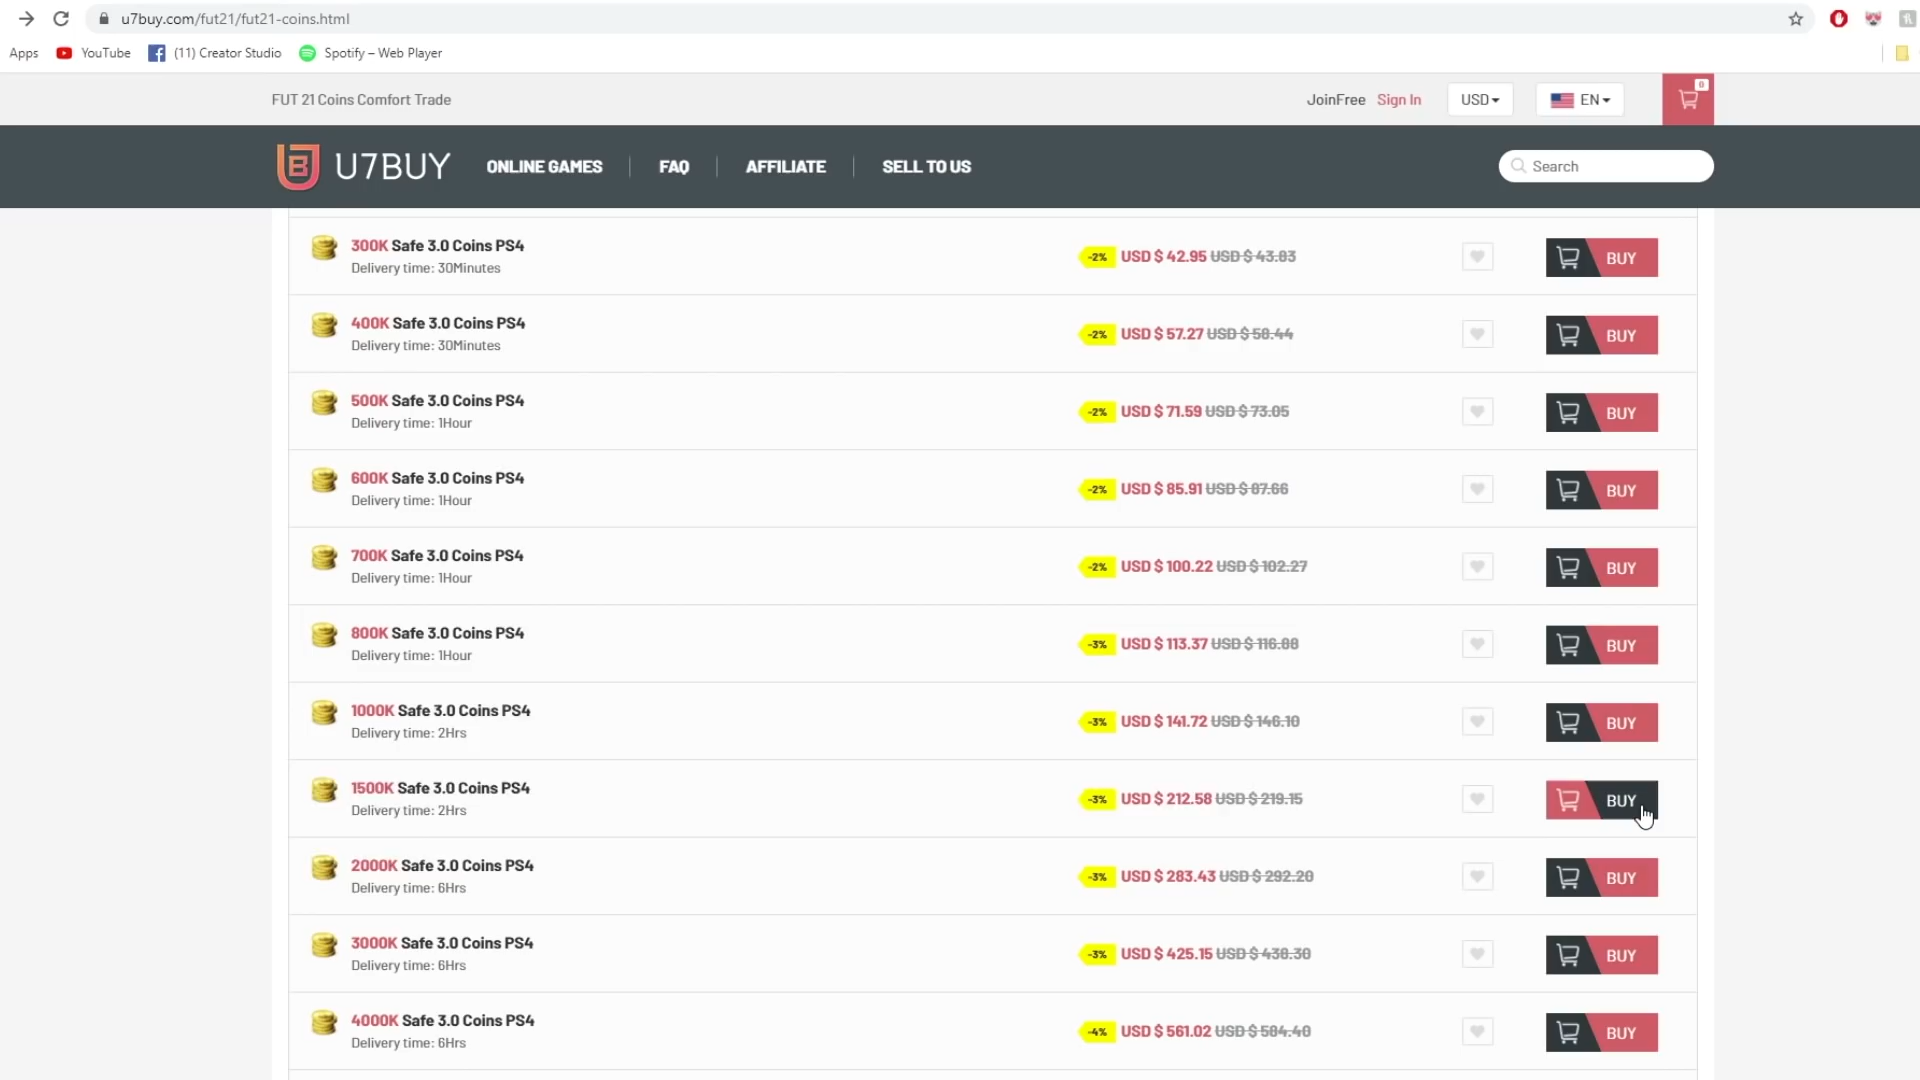 u7buy.com/fut21/fut21-coins.html
Apps YouTube (11) Creator Studio Spotify – Web Player
FUT 21 Coins Comfort Trade JoinFree Sign In USD EN 0
U7BUY ONLINE GAMES FAQ AFFILIATE SELL TO US Search
300K Safe 3.0 Coins PS4
Delivery time: 30Minutes
-2% USD $ 42.95 USD $ 43.83 BUY
400K Safe 3.0 Coins PS4
Delivery time: 30Minutes
-2% USD $ 57.27 USD $ 58.44 BUY
500K Safe 3.0 Coins PS4
Delivery time: 1Hour
-2% USD $ 71.59 USD $ 73.05 BUY
600K Safe 3.0 Coins PS4
Delivery time: 1Hour
-2% USD $ 85.91 USD $ 87.66 BUY
700K Safe 3.0 Coins PS4
Delivery time: 1Hour
-2% USD $ 100.22 USD $ 102.27 BUY
800K Safe 3.0 Coins PS4
Delivery time: 1Hour
-3% USD $ 113.37 USD $ 116.88 BUY
1000K Safe 3.0 Coins PS4
Delivery time: 2Hrs
-3% USD $ 141.72 USD $ 146.10 BUY
1500K Safe 3.0 Coins PS4
Delivery time: 2Hrs
-3% USD $ 212.58 USD $ 219.15 BUY
2000K Safe 3.0 Coins PS4
Delivery time: 6Hrs
-3% USD $ 283.43 USD $ 292.20 BUY
3000K Safe 3.0 Coins PS4
Delivery time: 6Hrs
-3% USD $ 425.15 USD $ 438.30 BUY
4000K Safe 3.0 Coins PS4
Delivery time: 6Hrs
-4% USD $ 561.02 USD $ 584.40 BUY